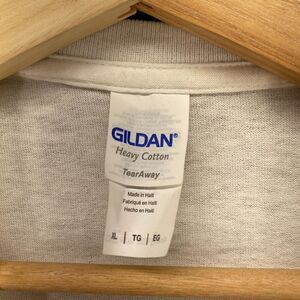 GILDAN®
Heavy Cotton
TearAway
Made in Haiti
Fabriqué en Haïti
Hecho en Haití
XL | TG | EG